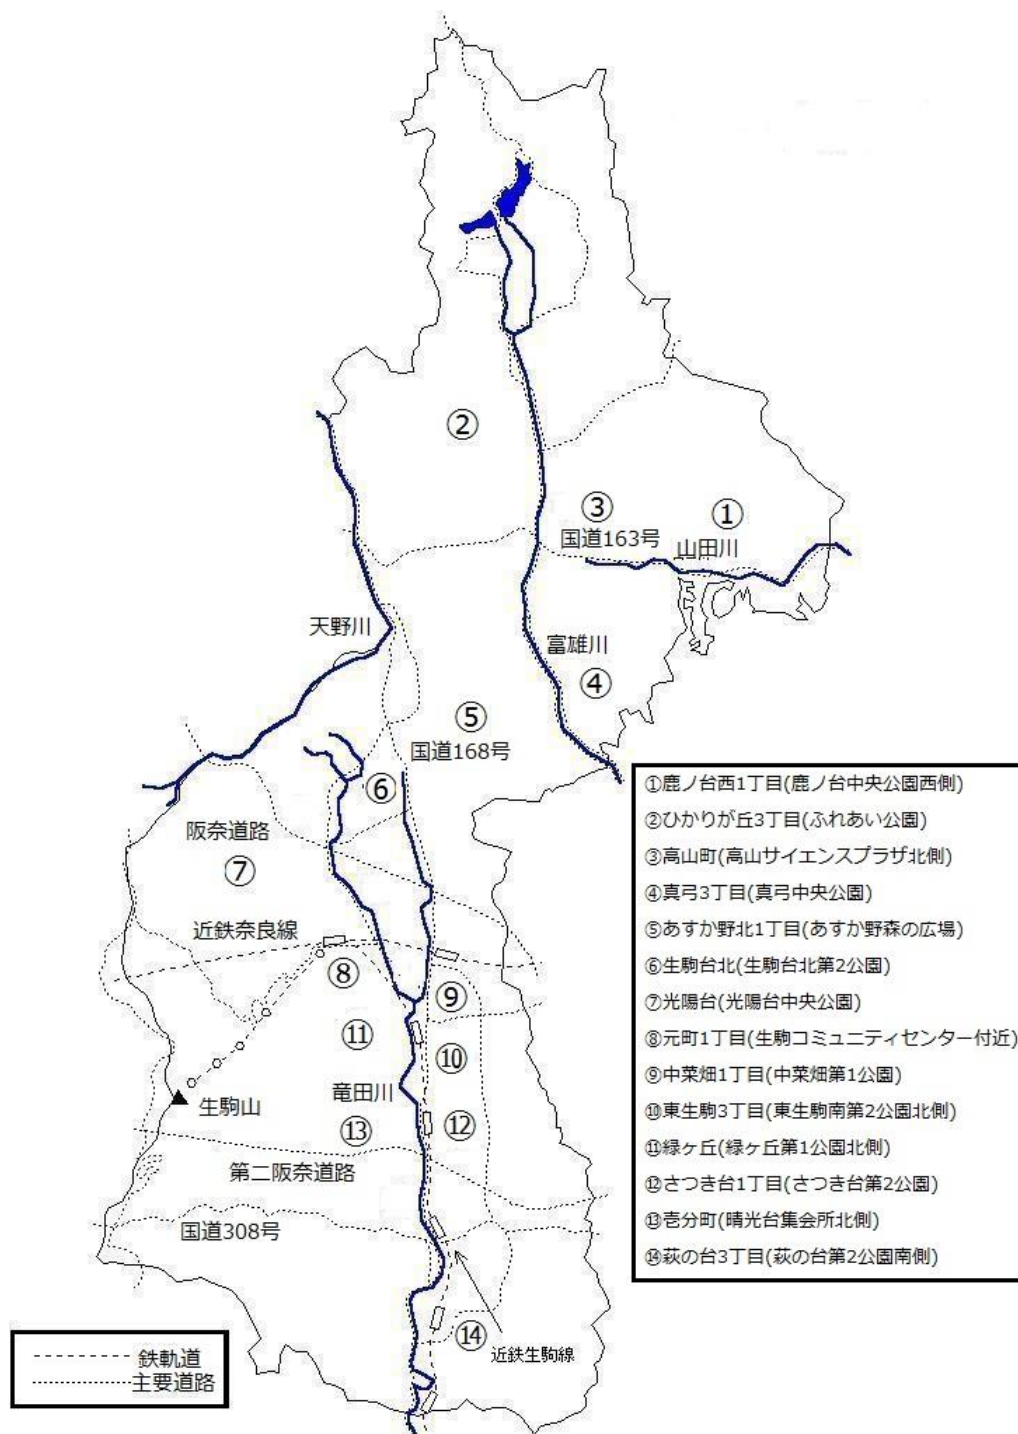 ②
③
①
国道163号
山田川
天野川
富雄川
④
⑤
国道168号
⑥
阪奈道路
⑦
近鉄奈良線
⑧
⑨
⑪
⑩
生駒山
竜田川
⑬
⑫
第二阪奈道路
国道308号
⑭
近鉄生駒線
①鹿ノ台西1丁目(鹿ノ台中央公園西側)
②ひかりが丘3丁目(ふれあい公園)
③高山町(高山サイエンスプラザ北側)
④真弓3丁目(真弓中央公園)
⑤あすか野北1丁目(あすか野森の広場)
⑥生駒台北(生駒台北第2公園)
⑦光陽台(光陽台中央公園)
⑧元町1丁目(生駒コミュニティセンター付近)
⑨中菜畑1丁目(中菜畑第1公園)
⑩東生駒3丁目(東生駒南第2公園北側)
⑪緑ヶ丘(緑ヶ丘第1公園北側)
⑫さつき台1丁目(さつき台第2公園)
⑬壱分町(晴光台集会所北側)
⑭萩の台3丁目(萩の台第2公園南側)
鉄軌道
主要道路